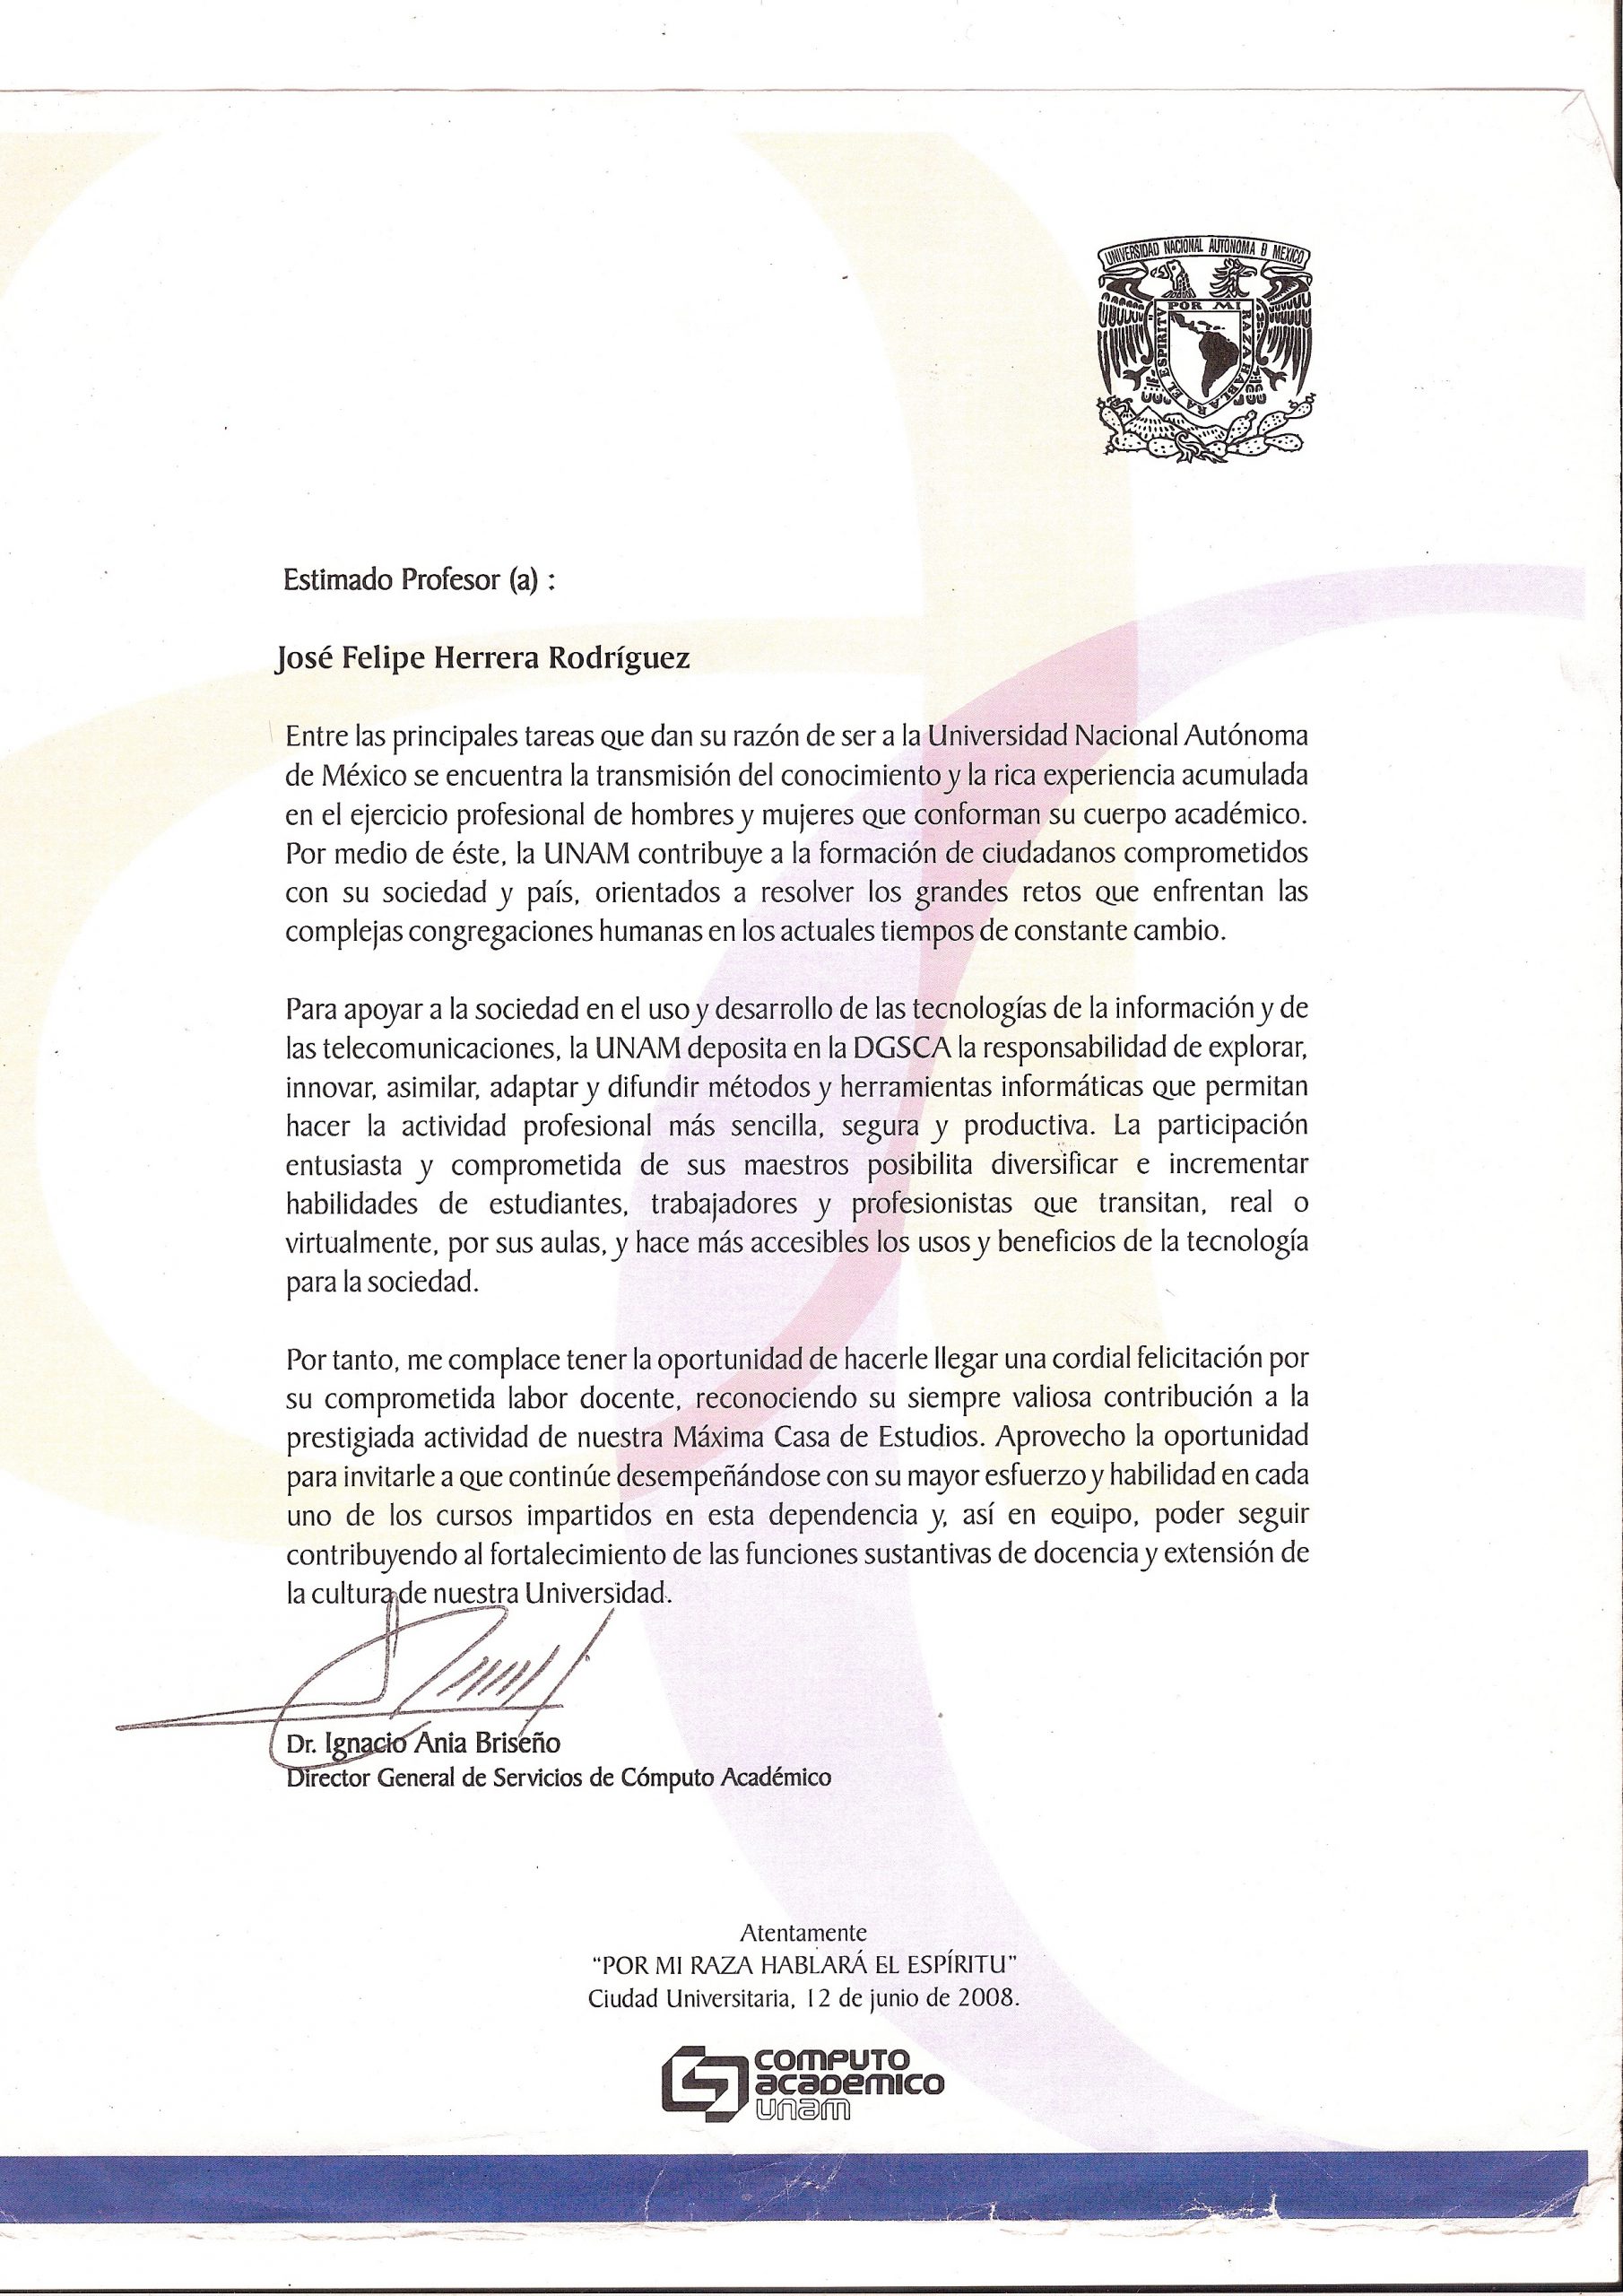 UNIVERSIDAD NACIONAL AUTONOMA D MEXICO
POR MI RAZA HABLARA EL ESPIRITV
Estimado Profesor (a) :
José Felipe Herrera Rodríguez
Entre las principales tareas que dan su razón de ser a la Universidad Nacional Autónoma
de México se encuentra la transmisión del conocimiento y la rica experiencia acumulada
en el ejercicio profesional de hombres y mujeres que conforman su cuerpo académico.
Por medio de éste, la UNAM contribuye a la formación de ciudadanos comprometidos
con su sociedad y país, orientados a resolver los grandes retos que enfrentan las
complejas congregaciones humanas en los actuales tiempos de constante cambio.
Para apoyar a la sociedad en el uso y desarrollo de las tecnologías de la información y de
las telecomunicaciones, la UNAM deposita en la DGSCA la responsabilidad de explorar,
innovar, asimilar, adaptar y difundir métodos y herramientas informáticas que permitan
hacer la actividad profesional más sencilla, segura y productiva. La participación
entusiasta y comprometida de sus maestros posibilita diversificar e incrementar
habilidades de estudiantes, trabajadores y profesionistas que transitan, real o
virtualmente, por sus aulas, y hace más accesibles los usos y beneficios de la tecnología
para la sociedad.
Por tanto, me complace tener la oportunidad de hacerle llegar una cordial felicitación por
su comprometida labor docente, reconociendo su siempre valiosa contribución a la
prestigiada actividad de nuestra Máxima Casa de Estudios. Aprovecho la oportunidad
para invitarle a que continúe desempeñándose con su mayor esfuerzo y habilidad en cada
uno de los cursos impartidos en esta dependencia y, así en equipo, poder seguir
contribuyendo al fortalecimiento de las funciones sustantivas de docencia y extensión de
la cultura de nuestra Universidad.
Dr. Ignacio Ania Briseño
Director General de Servicios de Cómputo Académico
Atentamente
“POR MI RAZA HABLARÁ EL ESPÍRITU”
Ciudad Universitaria, 12 de junio de 2008.
COMPUTO
ACADEMICO
UNAM